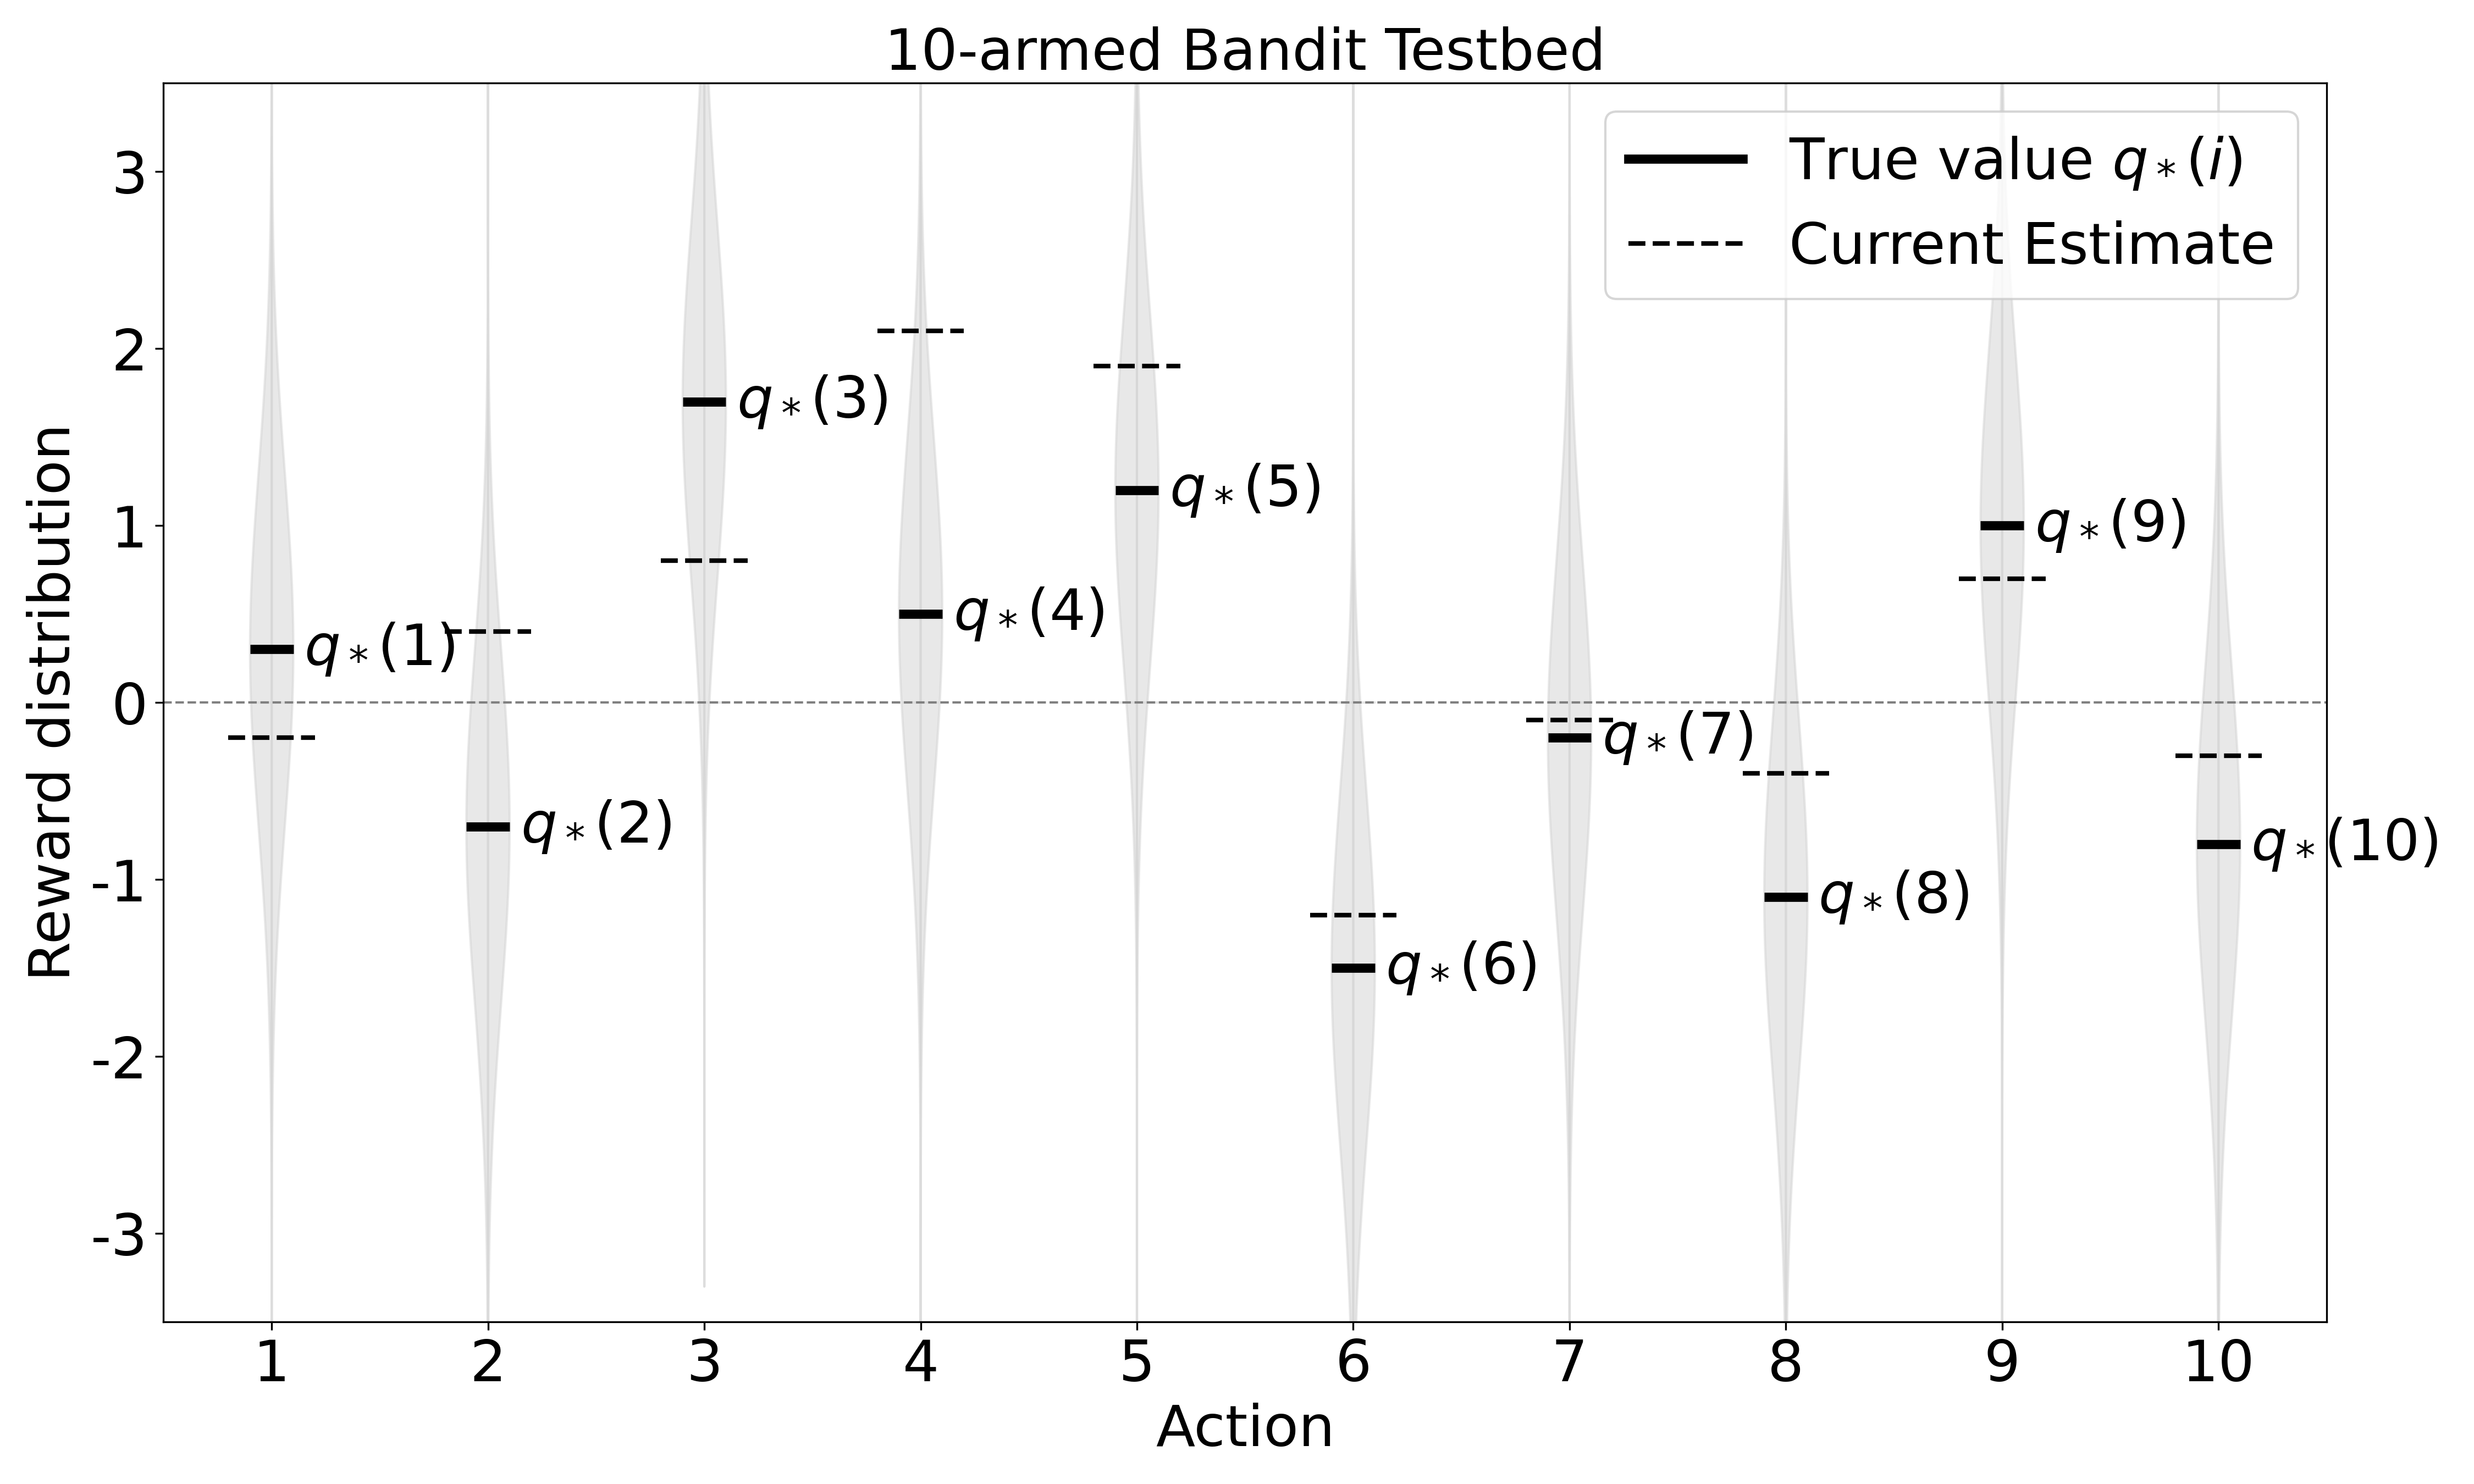 10-armed Bandit Testbed
True value q*(i)
Current Estimate
Reward distribution
3
2
1
0
-1
-2
-3
q*(1)
q*(2)
q*(3)
q*(4)
q*(5)
q*(6)
q*(7)
q*(8)
q*(9)
q*(10)
1 2 3 4 5 6 7 8 9 10
Action